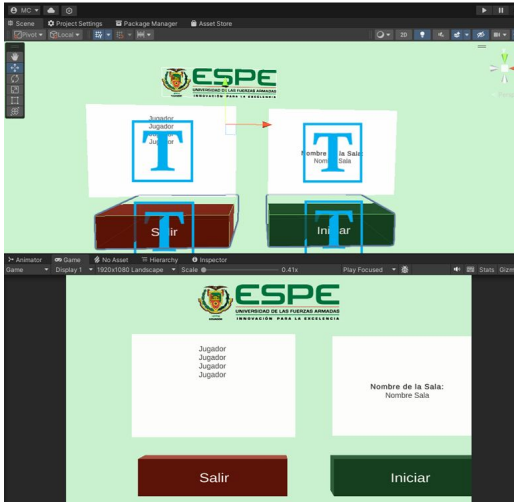 MC
Scene Project Settings Package Manager Asset Store
Pivot Local 2D
ESPE
UNIVERSIDAD DE LAS FUERZAS ARMADAS
INNOVACIÓN PARA LA EXCELENCIA
Jugador
Jugador
Jugador
Jugador
Nombre de la Sala:
Nombre Sala
T
T
T
T
Salir
Iniciar
Animator Game No Asset Hierarchy Inspector
Game Display 1 1920x1080 Landscape Scale 0.41x Play Focused Stats Gizm
ESPE
UNIVERSIDAD DE LAS FUERZAS ARMADAS
INNOVACIÓN PARA LA EXCELENCIA
Jugador
Jugador
Jugador
Jugador
Nombre de la Sala:
Nombre Sala
Salir
Iniciar